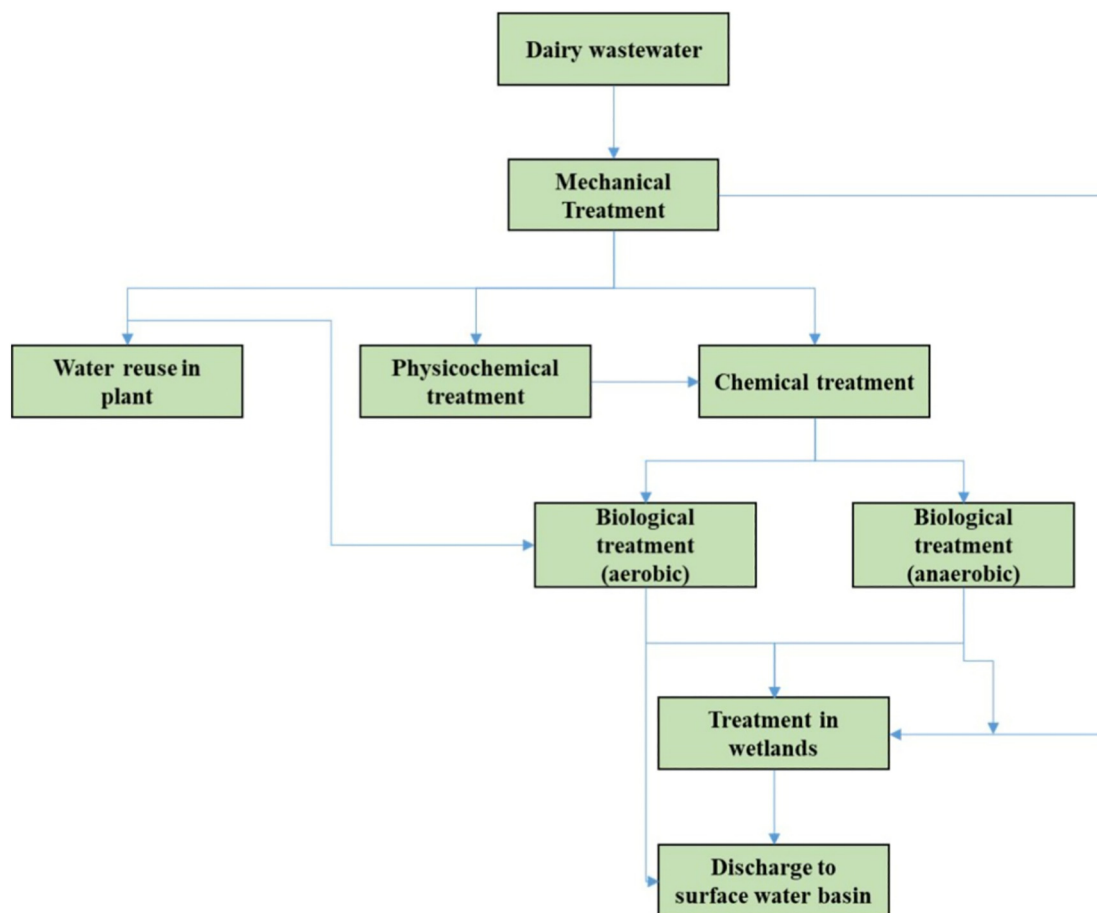 Dairy wastewater
Mechanical
Treatment
Water reuse in
plant
Physicochemical
treatment
Chemical treatment
Biological
treatment
(aerobic)
Biological
treatment
(anaerobic)
Treatment in
wetlands
Discharge to
surface water basin